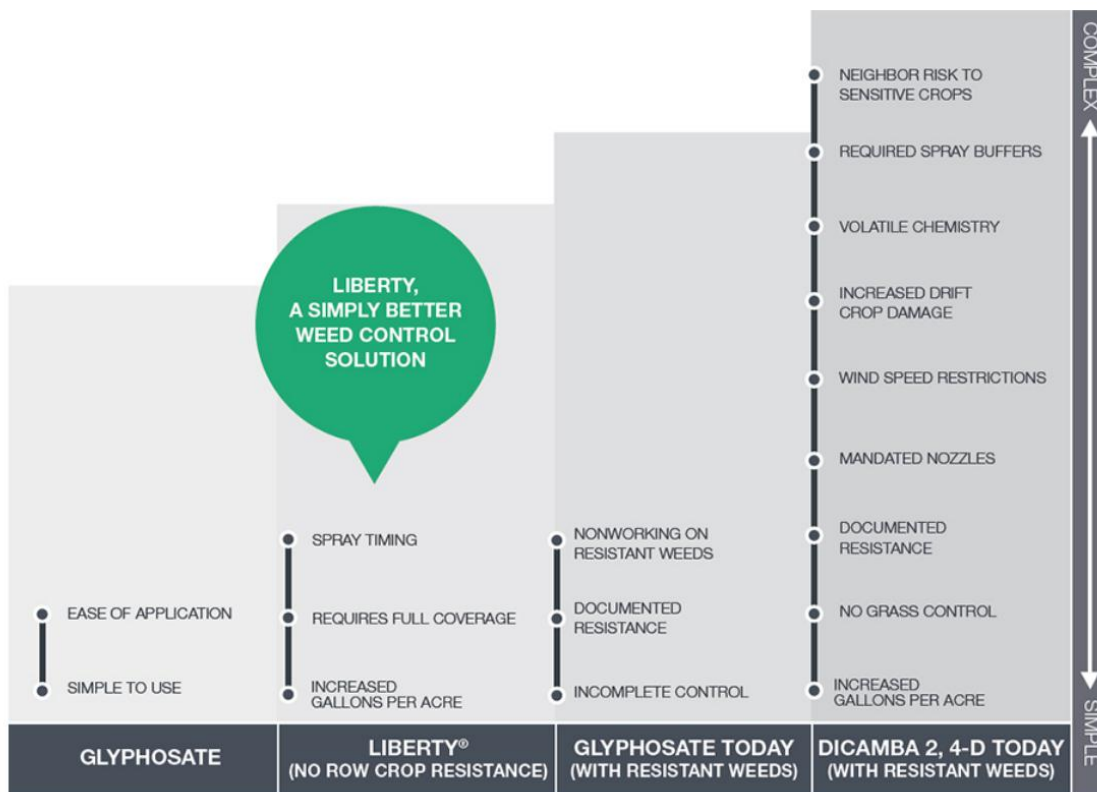 LIBERTY,
A SIMPLY BETTER
WEED CONTROL
SOLUTION
EASE OF APPLICATION
SIMPLE TO USE
GLYPHOSATE
SPRAY TIMING
REQUIRES FULL COVERAGE
INCREASED
GALLONS PER ACRE
LIBERTY®
(NO ROW CROP RESISTANCE)
NONWORKING ON
RESISTANT WEEDS
DOCUMENTED
RESISTANCE
INCOMPLETE CONTROL
GLYPHOSATE TODAY
(WITH RESISTANT WEEDS)
NEIGHBOR RISK TO
SENSITIVE CROPS
REQUIRED SPRAY BUFFERS
VOLATILE CHEMISTRY
INCREASED DRIFT
CROP DAMAGE
WIND SPEED RESTRICTIONS
MANDATED NOZZLES
DOCUMENTED
RESISTANCE
NO GRASS CONTROL
INCREASED
GALLONS PER ACRE
DICAMBA 2, 4-D TODAY
(WITH RESISTANT WEEDS)
COMPLEX
SIMPLE